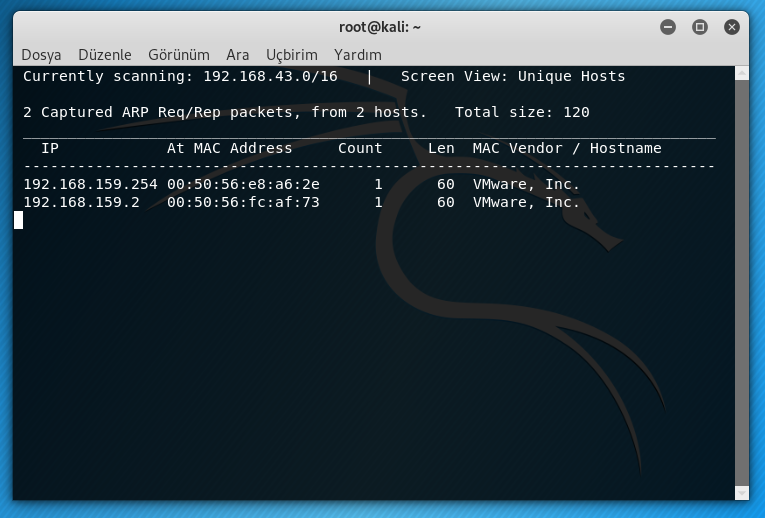 root@kali: ~
Dosya Düzenle Görünüm Ara Uçbirim Yardım
Currently scanning: 192.168.43.0/16   |   Screen View: Unique Hosts
2 Captured ARP Req/Rep packets, from 2 hosts.   Total size: 120
_____________________________________________________________________________
IP            At MAC Address     Count     Len  MAC Vendor / Hostname
-----------------------------------------------------------------------------
192.168.159.254 00:50:56:e8:a6:2e      1      60  VMware, Inc.
192.168.159.2   00:50:56:fc:af:73      1      60  VMware, Inc.